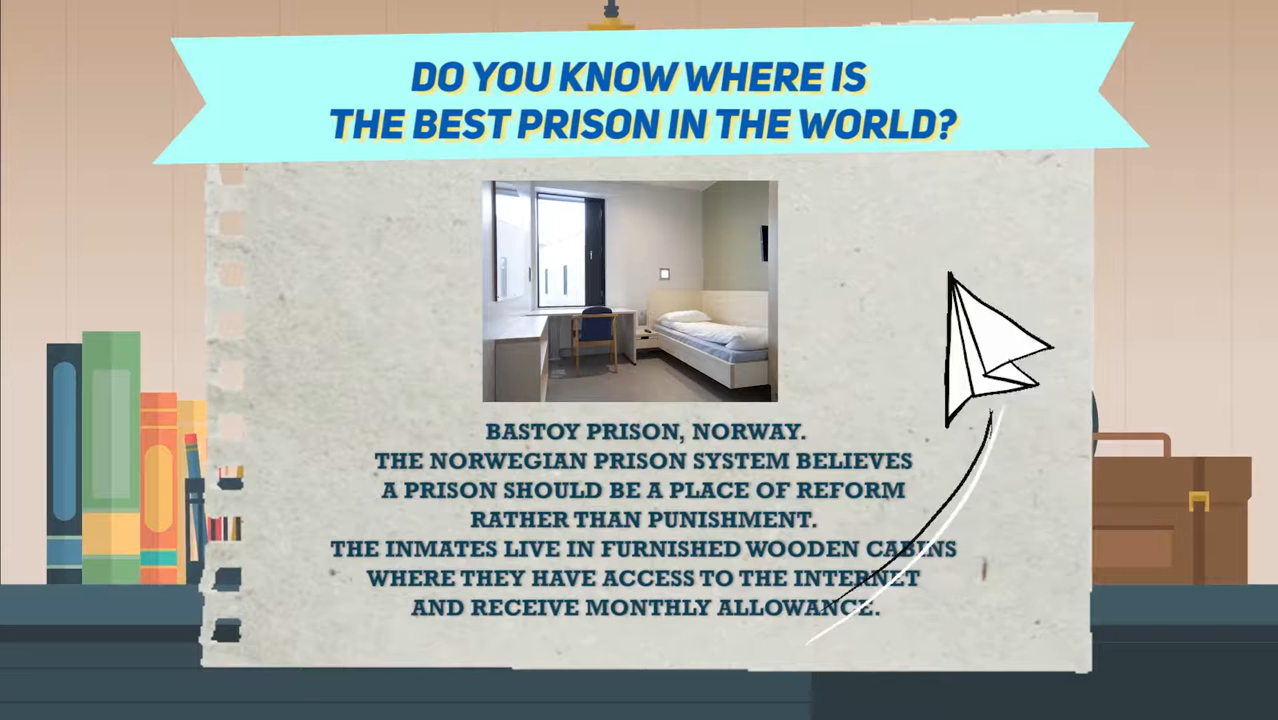 DO YOU KNOW WHERE IS
THE BEST PRISON IN THE WORLD?
BASTOY PRISON, NORWAY.
THE NORWEGIAN PRISON SYSTEM BELIEVES
A PRISON SHOULD BE A PLACE OF REFORM
RATHER THAN PUNISHMENT.
THE INMATES LIVE IN FURNISHED WOODEN CABINS
WHERE THEY HAVE ACCESS TO THE INTERNET
AND RECEIVE MONTHLY ALLOWANCE.